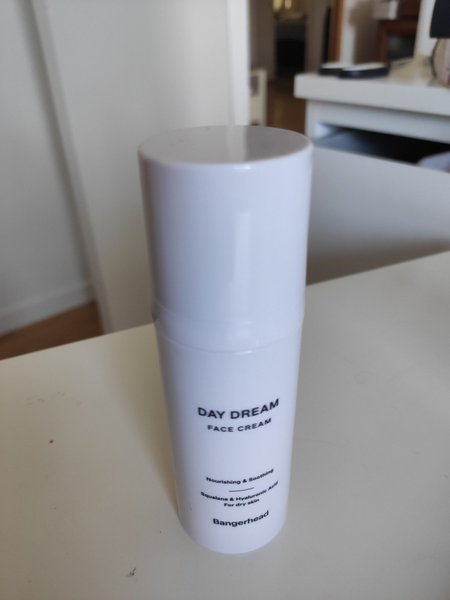 DAY DREAM
FACE CREAM
Nourishing & Soothing
Squalane & Hyaluronic Acid
For dry skin
Bangerhead